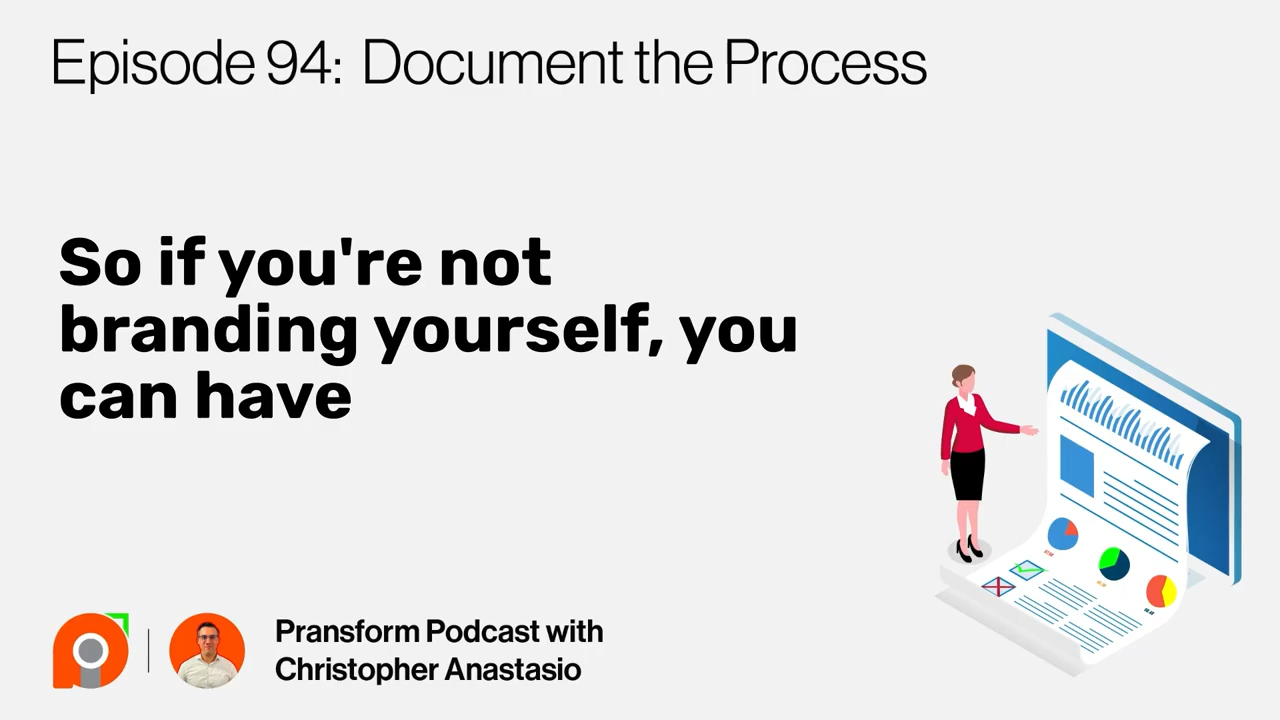 Episode 94: Document the Process
So if you're not
branding yourself, you
can have
Pransform Podcast with
Christopher Anastasio